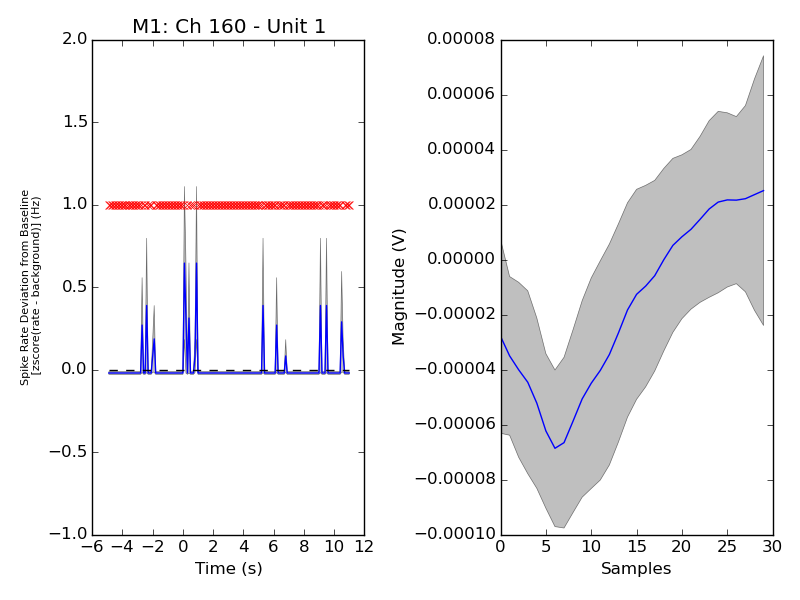 M1: Ch 160 - Unit 1
2.0
1.5
1.0
0.5
0.0
−0.5
−1.0
−6 −4 −2 0 2 4 6 8 10 12
Time (s)
Spike Rate Deviation from Baseline
[zscore(rate - background)] (Hz)
0.00008
0.00006
0.00004
0.00002
0.00000
−0.00002
−0.00004
−0.00006
−0.00008
−0.00010
0 5 10 15 20 25 30
Samples
Magnitude (V)